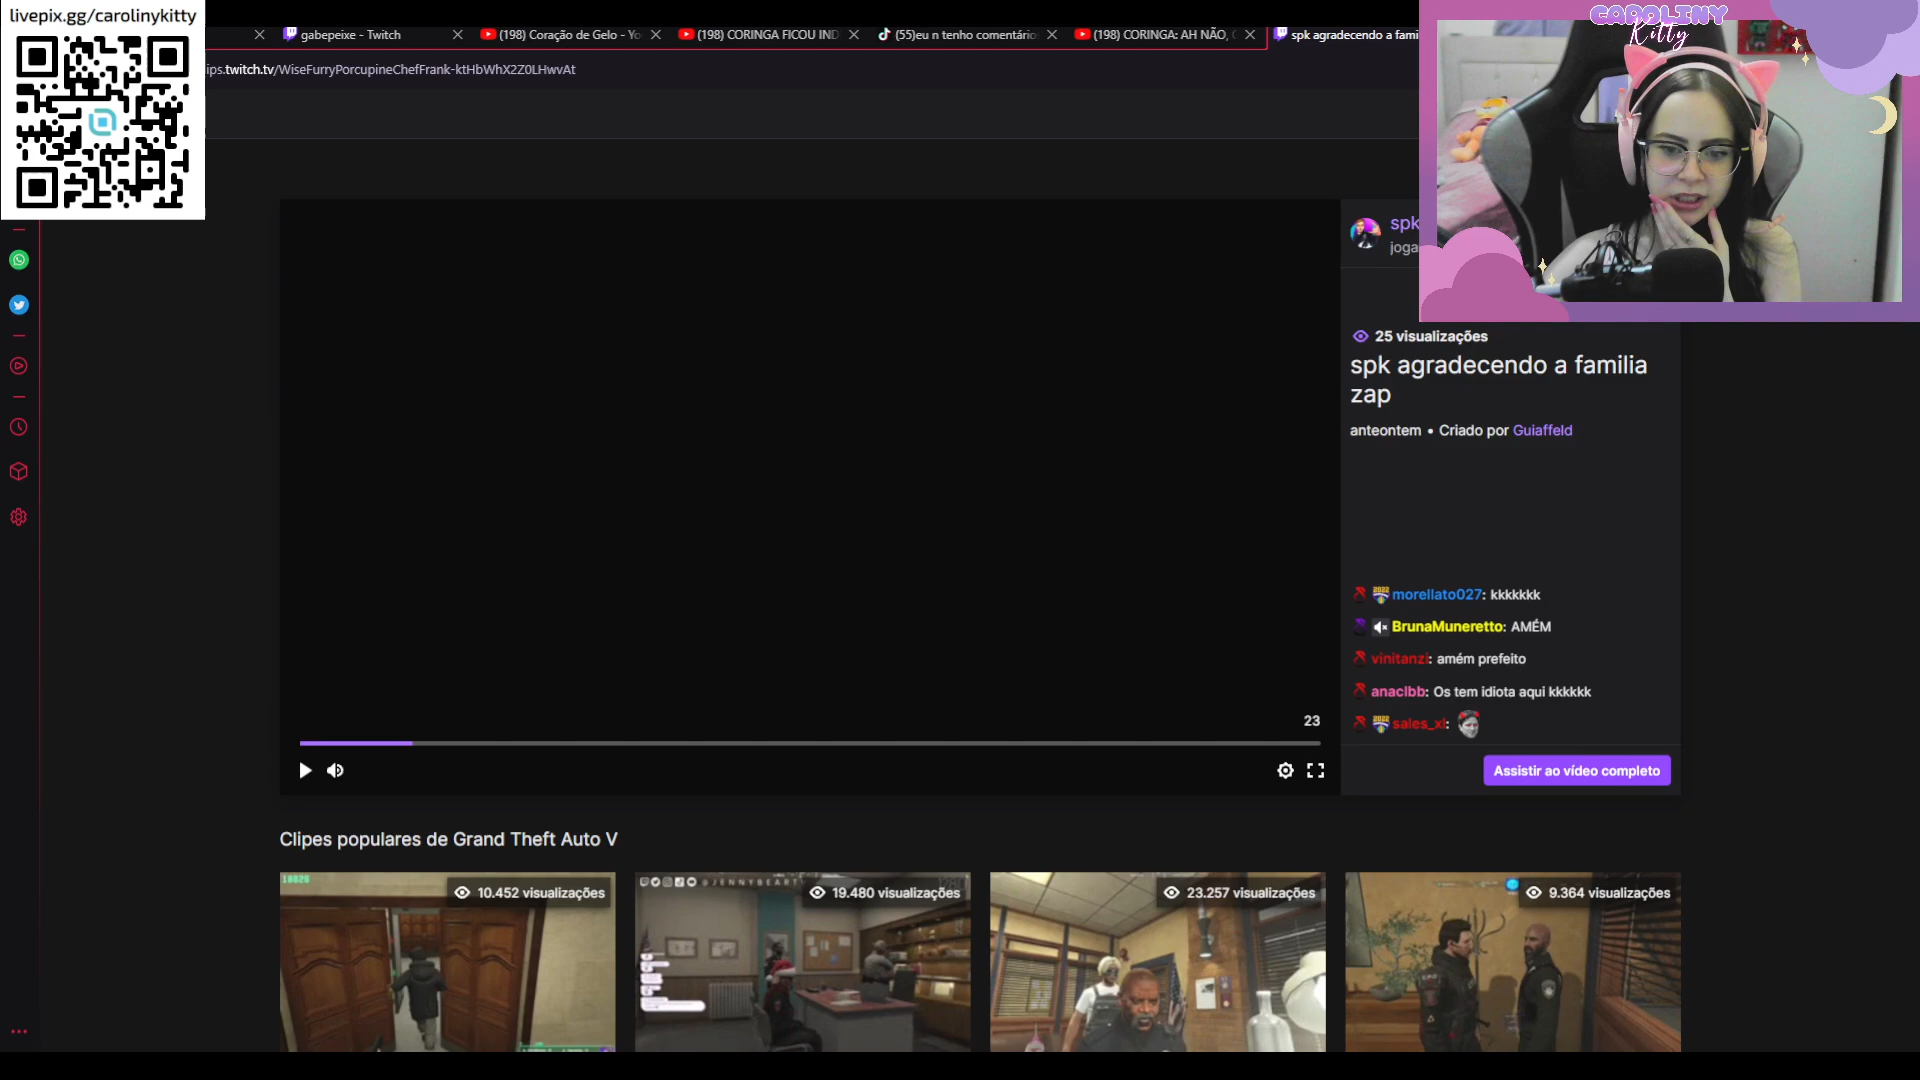 livepix.gg/carolinykitty
gabepeixe - Twitch
(198) Coração de Gelo - Yo
(198) CORINGA FICOU IND
(55)eu n tenho comentário
(198) CORINGA: AH NÃO,
spk agradecendo a fami
ips.twitch.tv/WiseFurryPorcupineChefFrank-ktHbWhX2Z0LHwvAt
CAROLINY
Kitty
spk
joga
25 visualizações
spk agradecendo a familia
zap
anteontem • Criado por Guiaffeld
morellato027: kkkkkkk
BrunaMuneretto: AMÉM
vinitanzi: amém prefeito
anaclbb: Os tem idiota aqui kkkkkk
sales_xl:
23
Assistir ao vídeo completo
Clipes populares de Grand Theft Auto V
10.452 visualizações
19.480 visualizações
23.257 visualizações
9.364 visualizações